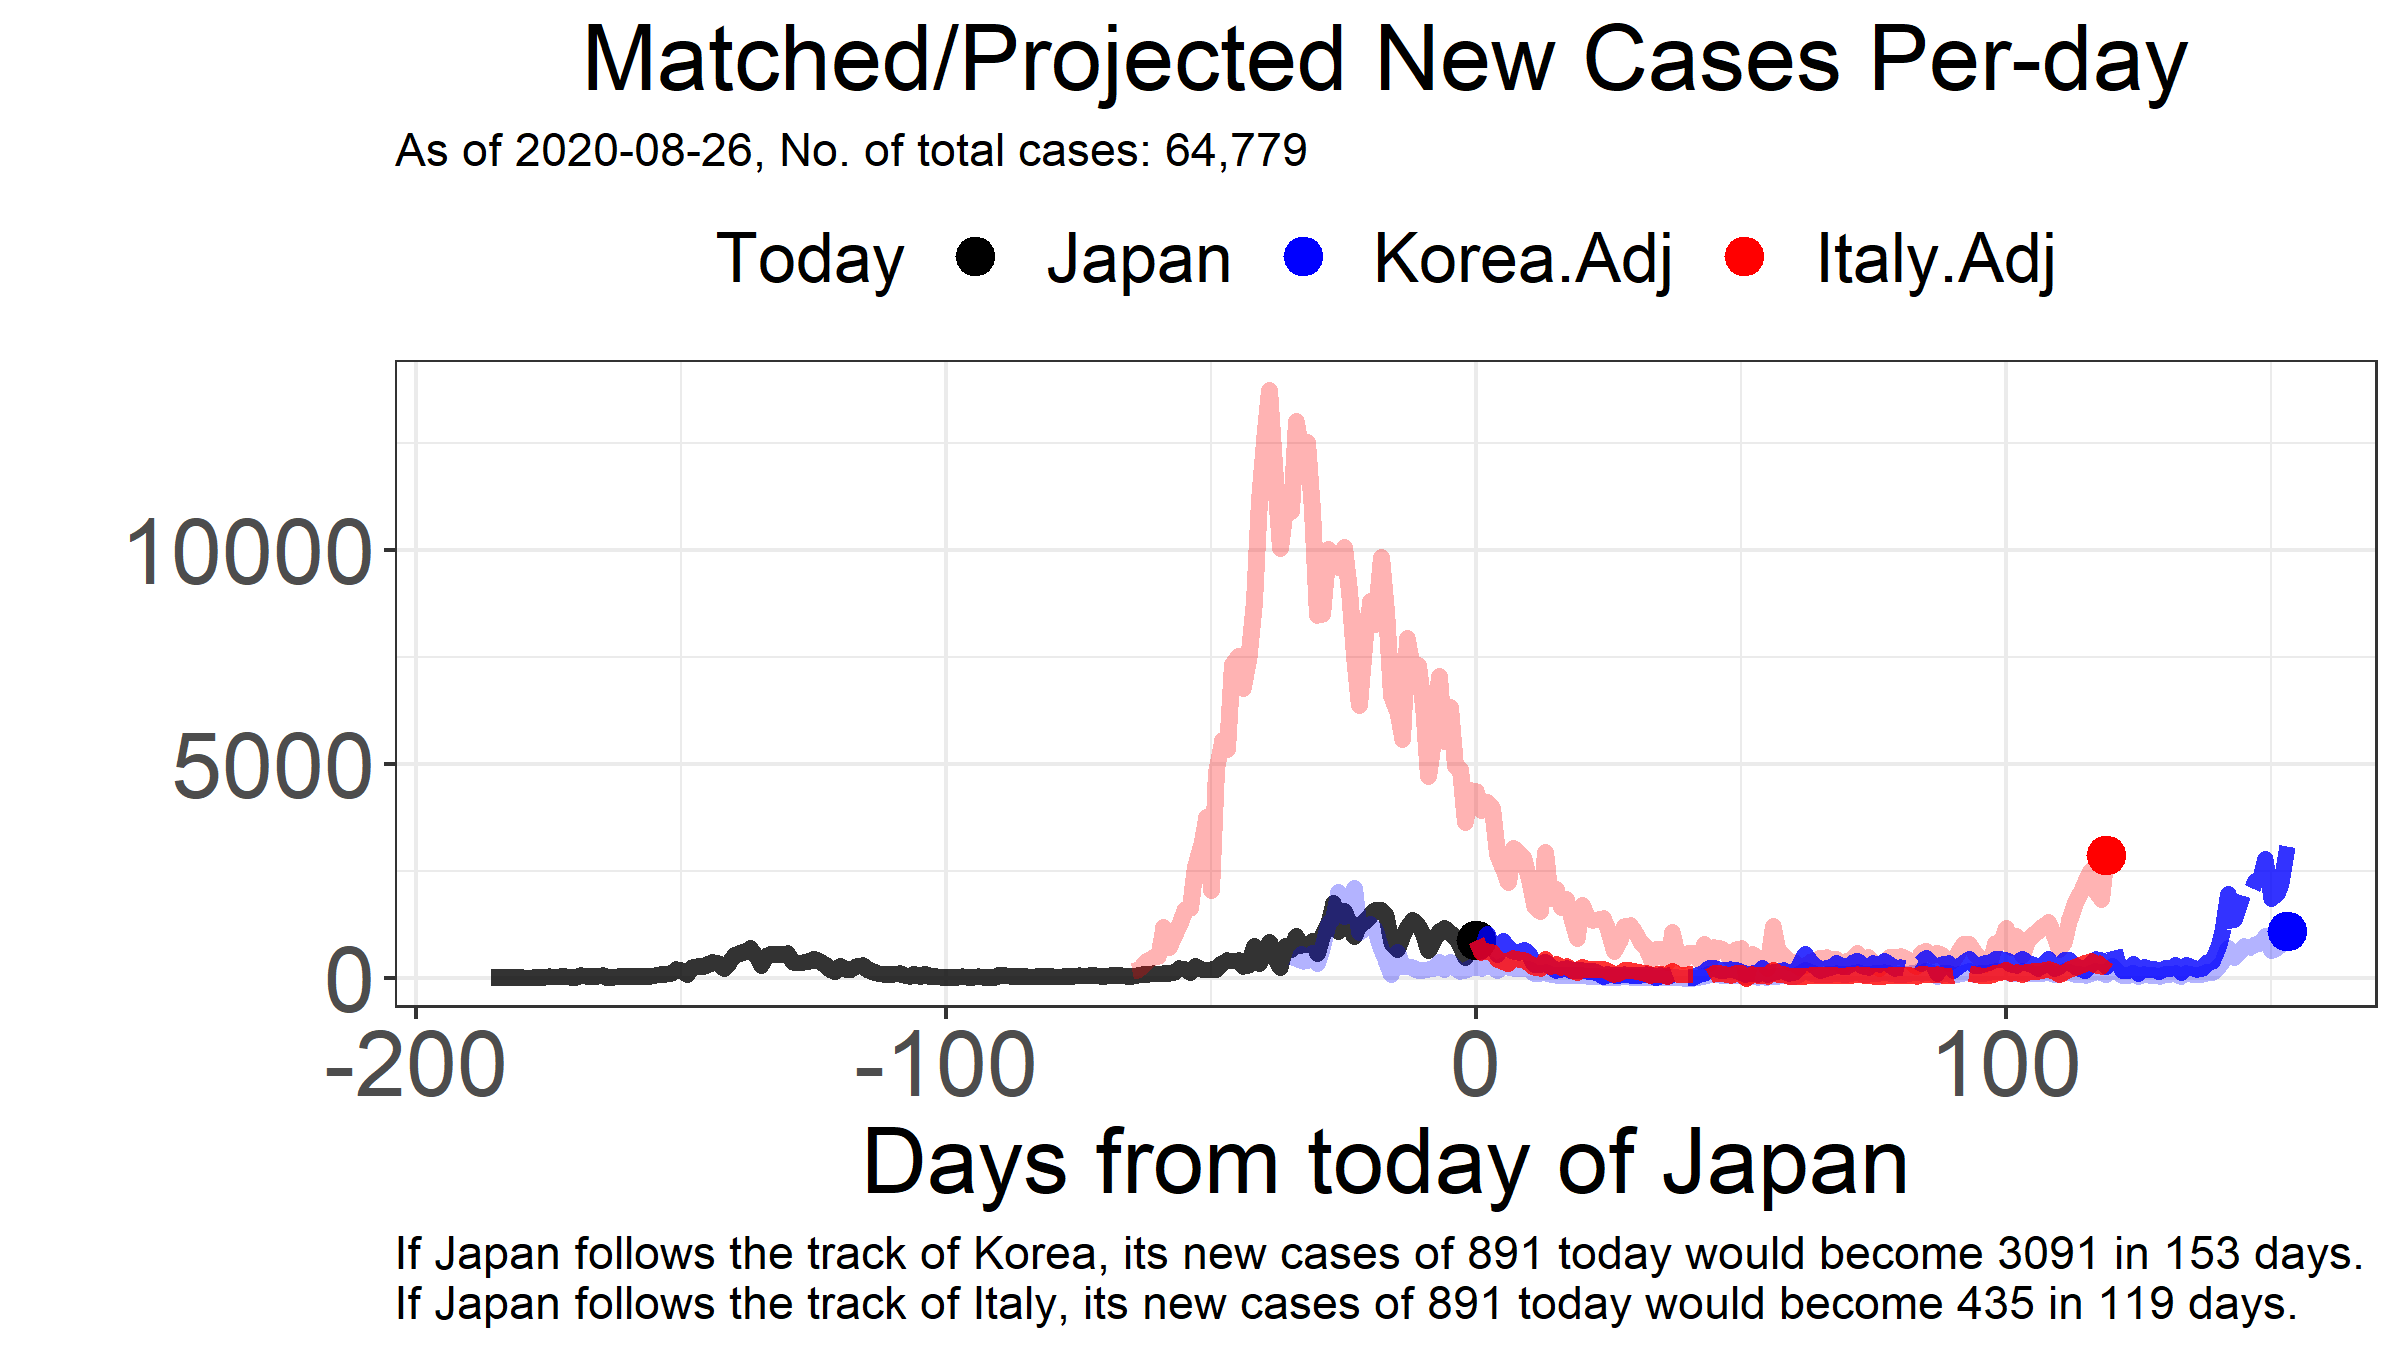 Matched/Projected New Cases Per-day
As of 2020-08-26, No. of total cases: 64,779
Today Japan Korea.Adj Italy.Adj
10000
5000
0
-200 -100 0 100
Days from today of Japan
If Japan follows the track of Korea, its new cases of 891 today would become 3091 in 153 days.
If Japan follows the track of Italy, its new cases of 891 today would become 435 in 119 days.